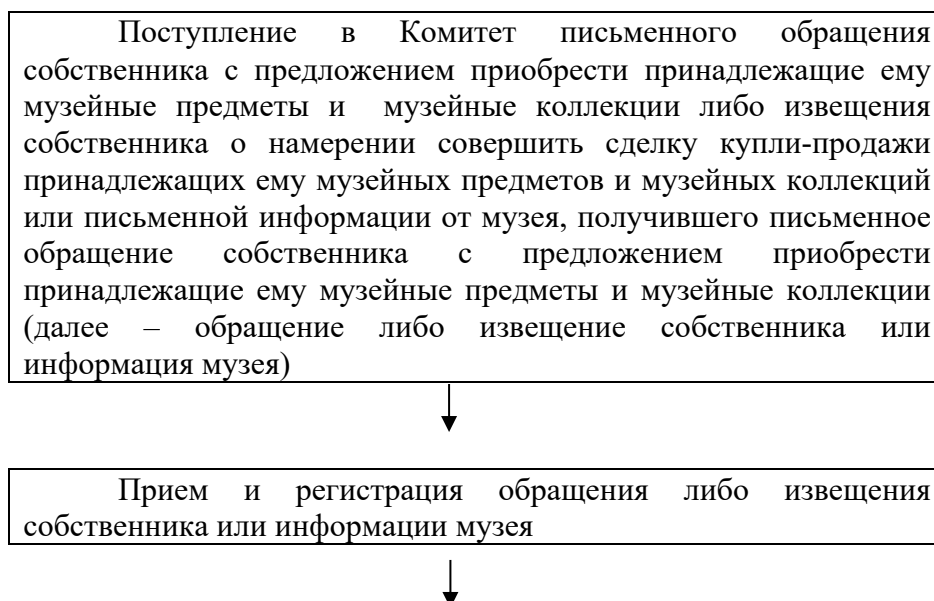 Поступление в Комитет письменного обращения
собственника с предложением приобрести принадлежащие ему
музейные предметы и музейные коллекции либо извещения
собственника о намерении совершить сделку купли-продажи
принадлежащих ему музейных предметов и музейных коллекций
или письменной информации от музея, получившего письменное
обращение собственника с предложением приобрести
принадлежащие ему музейные предметы и музейные коллекции
(далее – обращение либо извещение собственника или
информация музея)
Прием и регистрация обращения либо извещения
собственника или информации музея